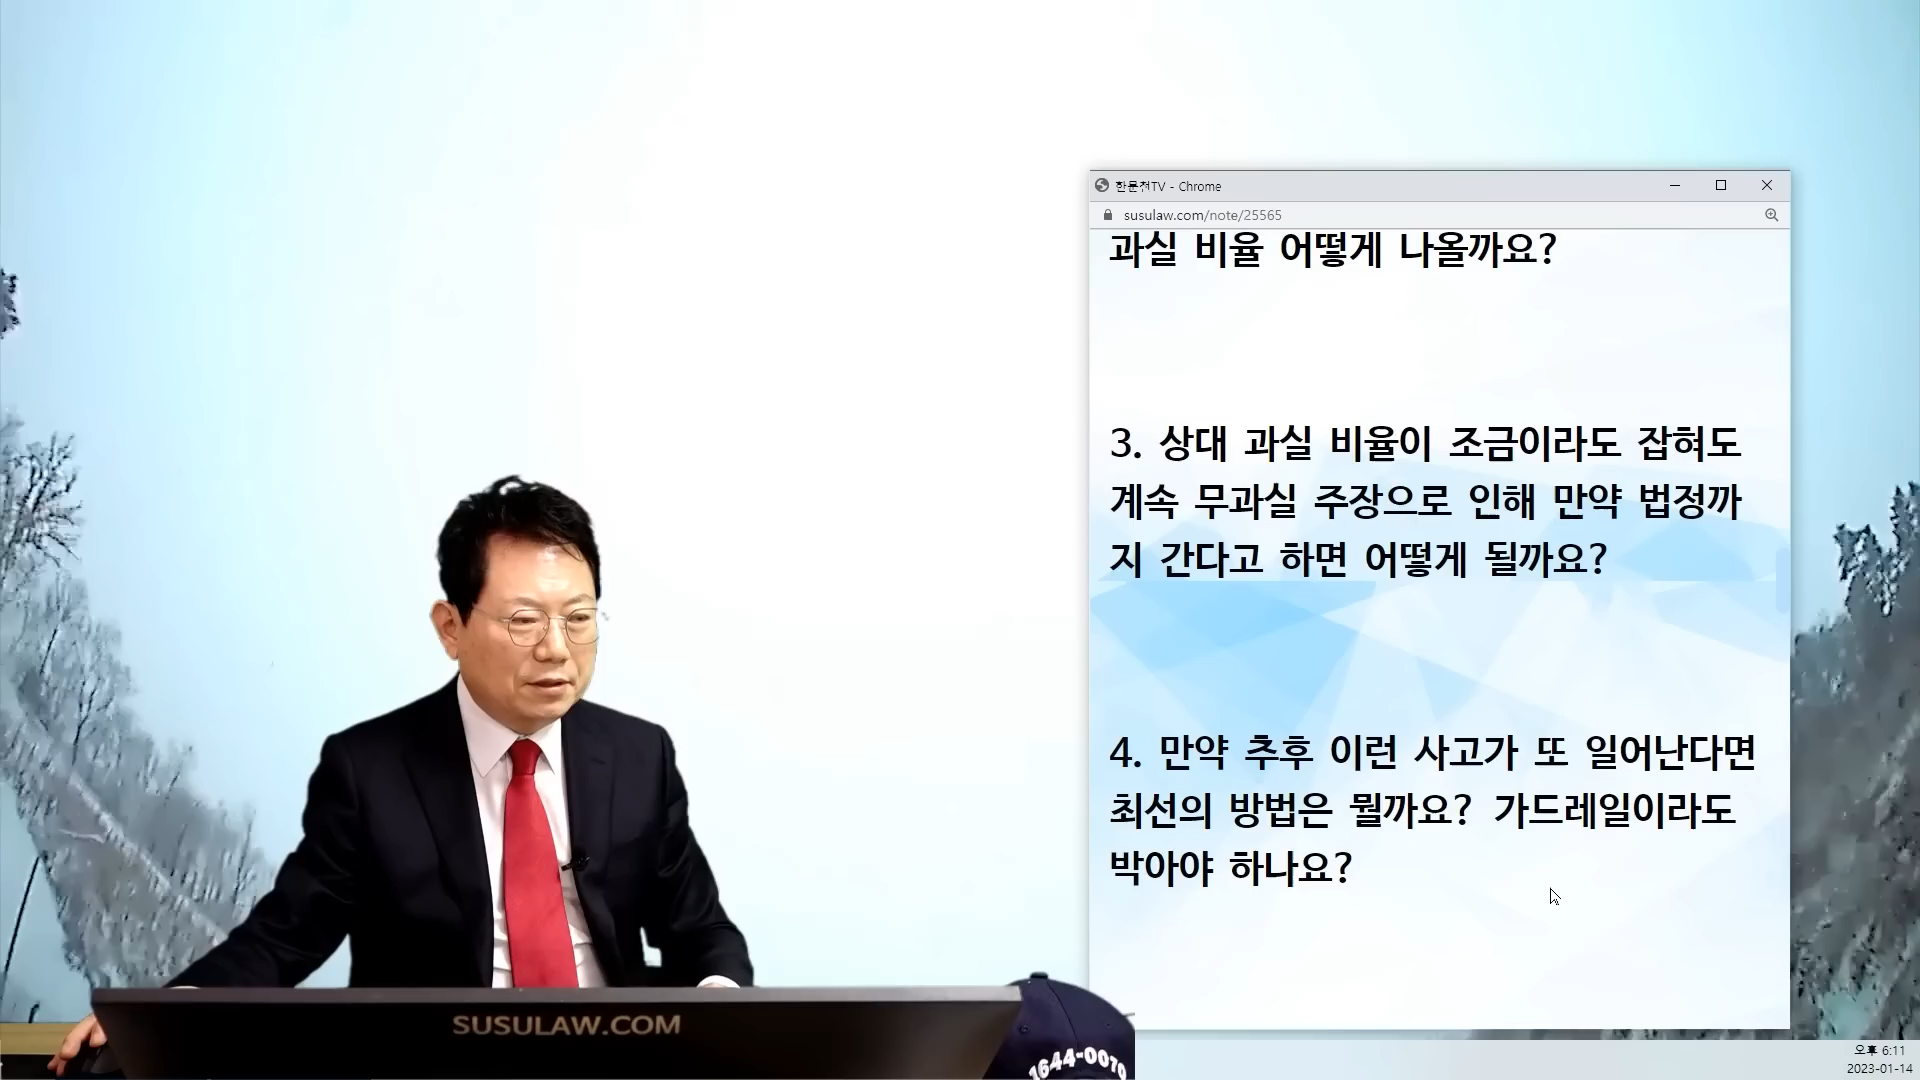 한문철TV - Chrome
susulaw.com/note/25565
과실 비율 어떻게 나올까요?
3. 상대 과실 비율이 조금이라도 잡혀도
계속 무과실 주장으로 인해 만약 법정까
지 간다고 하면 어떻게 될까요?
4. 만약 추후 이런 사고가 또 일어난다면
최선의 방법은 뭘까요? 가드레일이라도
박아야 하나요?
SUSULAW.COM
1644-0070
오후 6:11
2023-01-14